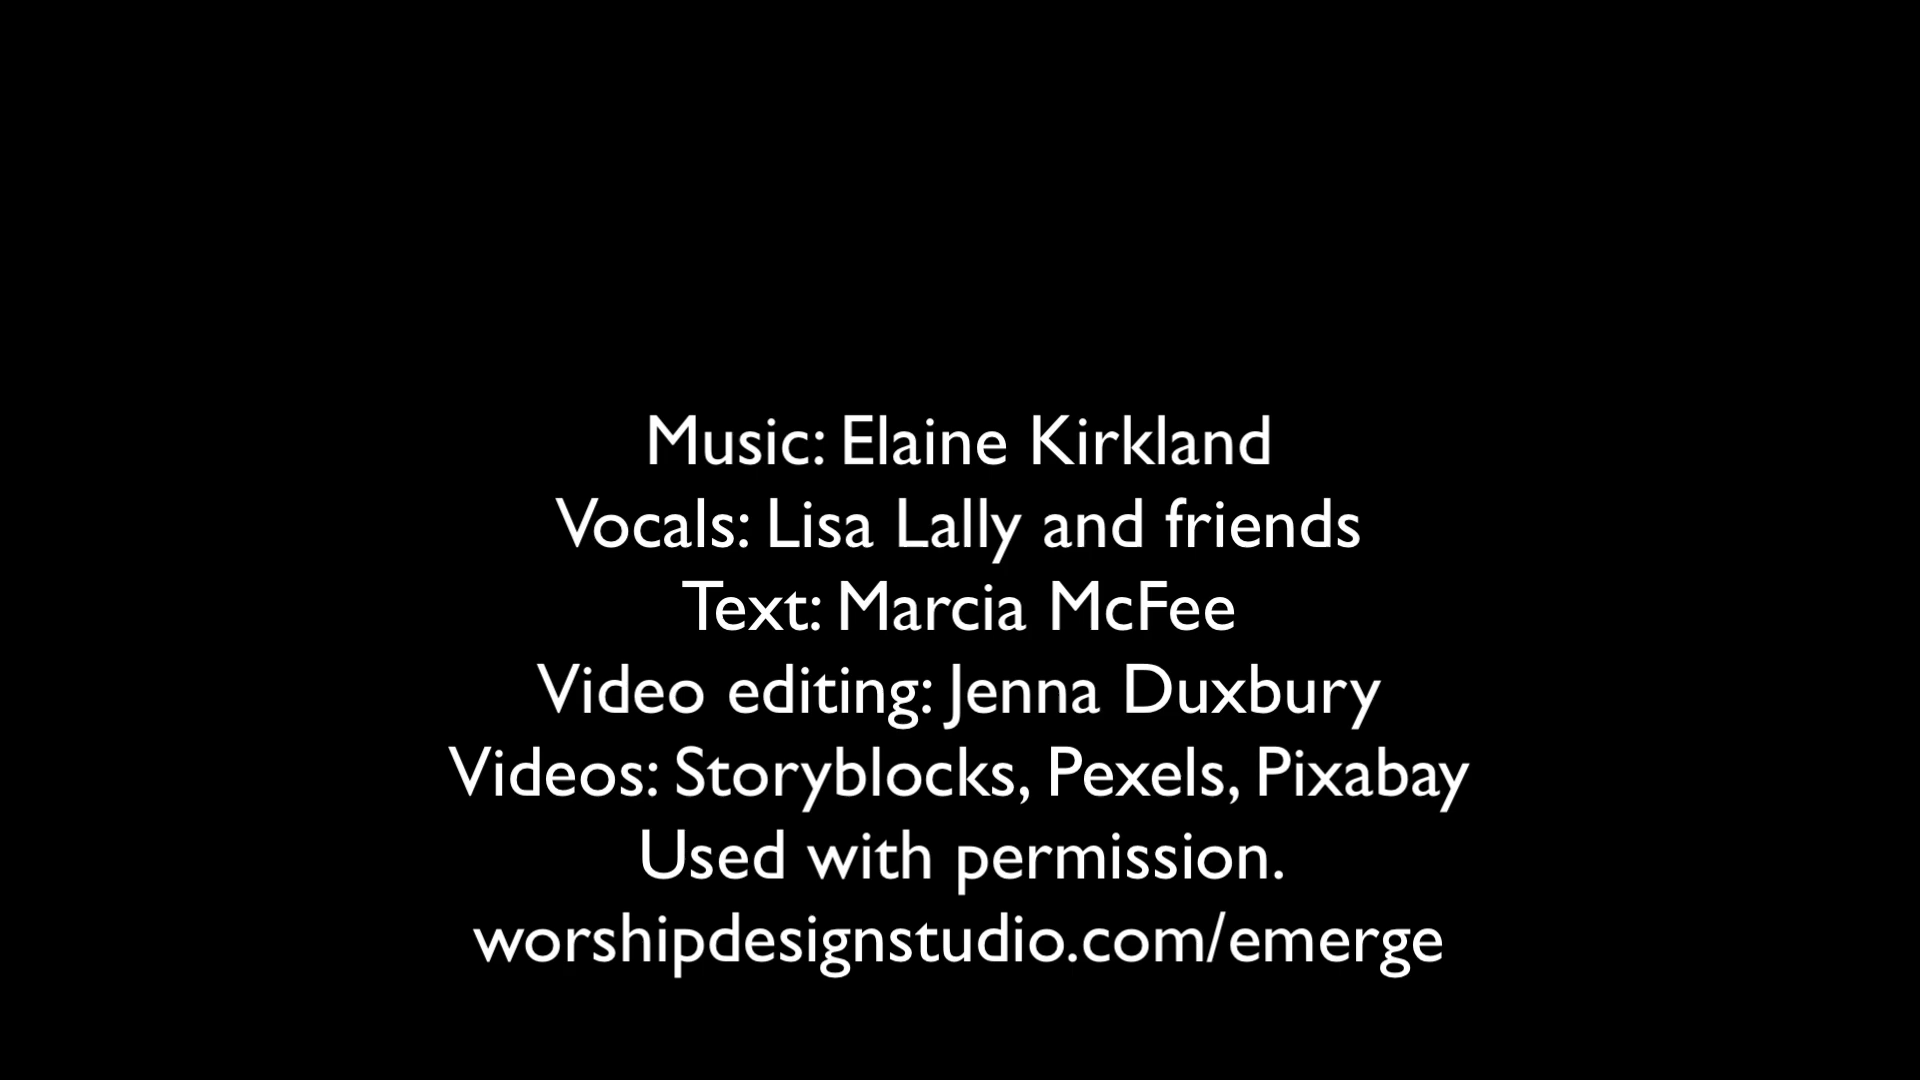 Music: Elaine Kirkland
Vocals: Lisa Lally and friends
Text: Marcia McFee
Video editing: Jenna Duxbury
Videos: Storyblocks, Pexels, Pixabay
Used with permission.
worshipdesignstudio.com/emerge